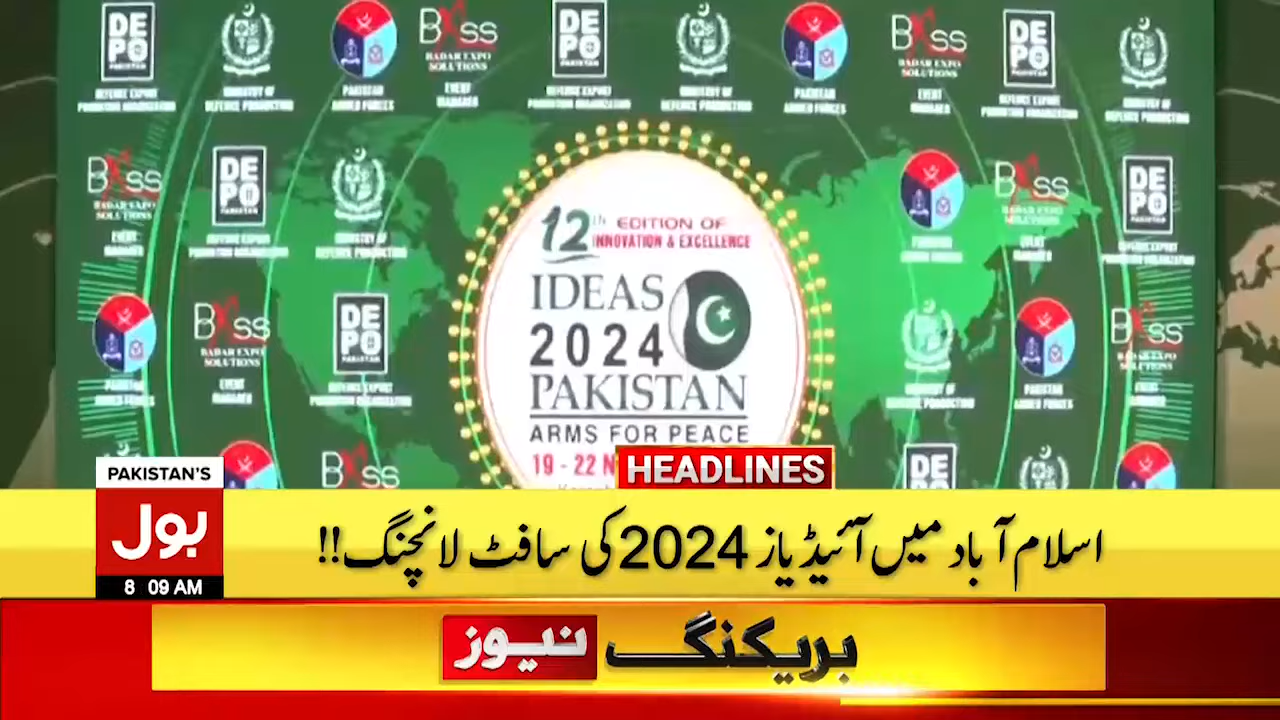 DEPO
PAKISTAN
DEFENCE EXPORT
PROMOTION ORGANIZATION
MINISTRY OF
DEFENCE PRODUCTION
PAKISTAN
ARMED FORCES
BXSS
BADAR EXPO
SOLUTIONS
EVENT
MANAGER
12th EDITION OF
INNOVATION & EXCELLENCE
IDEAS
2024
PAKISTAN
ARMS FOR PEACE
19 - 22 N
HEADLINES
PAKISTAN'S
بول
8 09 AM
اسلام آباد میں آئیڈیاز 2024 کی سافٹ لانچنگ!!
بریکنگ نیوز